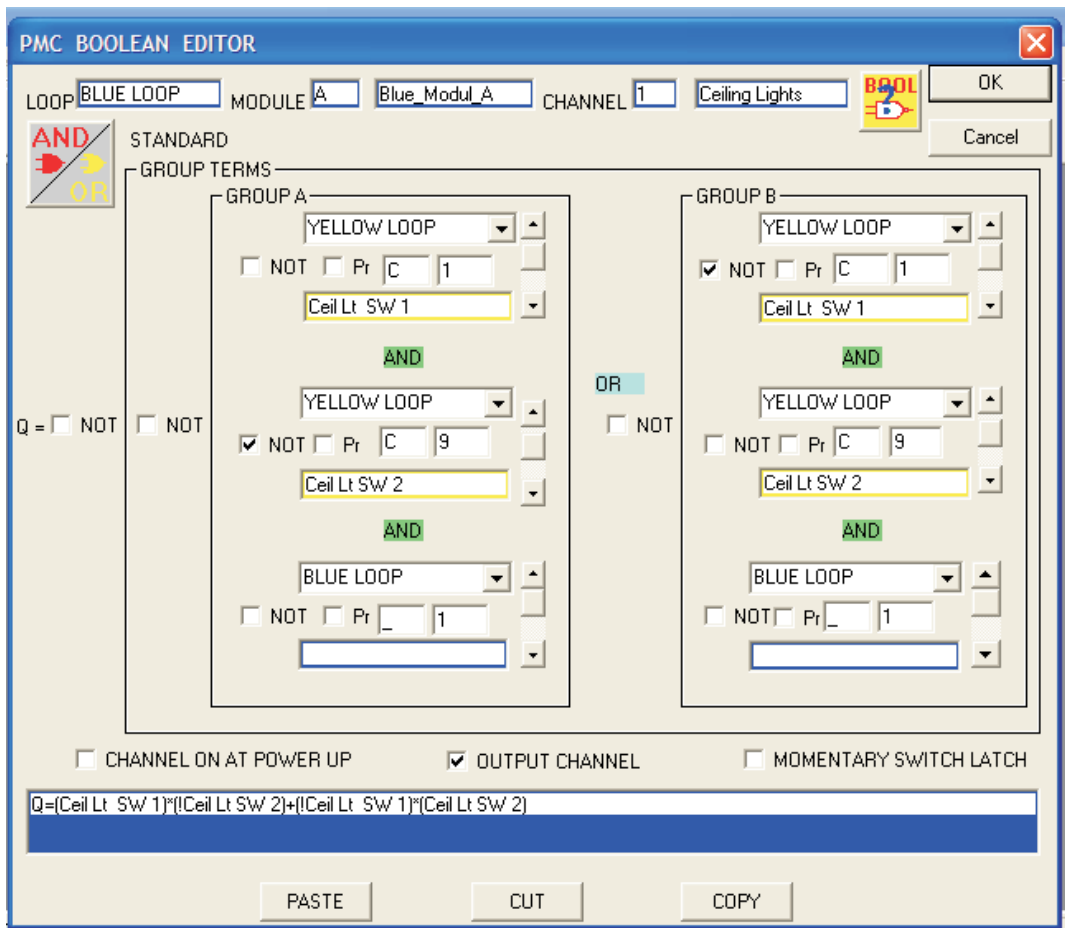 PMC BOOLEAN EDITOR
LOOP BLUE LOOP MODULE A Blue_Modul_A CHANNEL 1 Ceiling Lights BOOL ? OK
AND OR STANDARD Cancel
GROUP TERMS
GROUP A GROUP B
YELLOW LOOP YELLOW LOOP
NOT Pr C 1 NOT Pr C 1
Ceil Lt SW 1 Ceil Lt SW 1
AND AND
OR
YELLOW LOOP YELLOW LOOP
Q = NOT NOT NOT
NOT Pr C 9 NOT Pr C 9
Ceil Lt SW 2 Ceil Lt SW 2
AND AND
BLUE LOOP BLUE LOOP
NOT Pr _ 1 NOT Pr _ 1
CHANNEL ON AT POWER UP OUTPUT CHANNEL MOMENTARY SWITCH LATCH
Q=(Ceil Lt SW 1)*(!Ceil Lt SW 2)+(!Ceil Lt SW 1)*(Ceil Lt SW 2)
PASTE CUT COPY